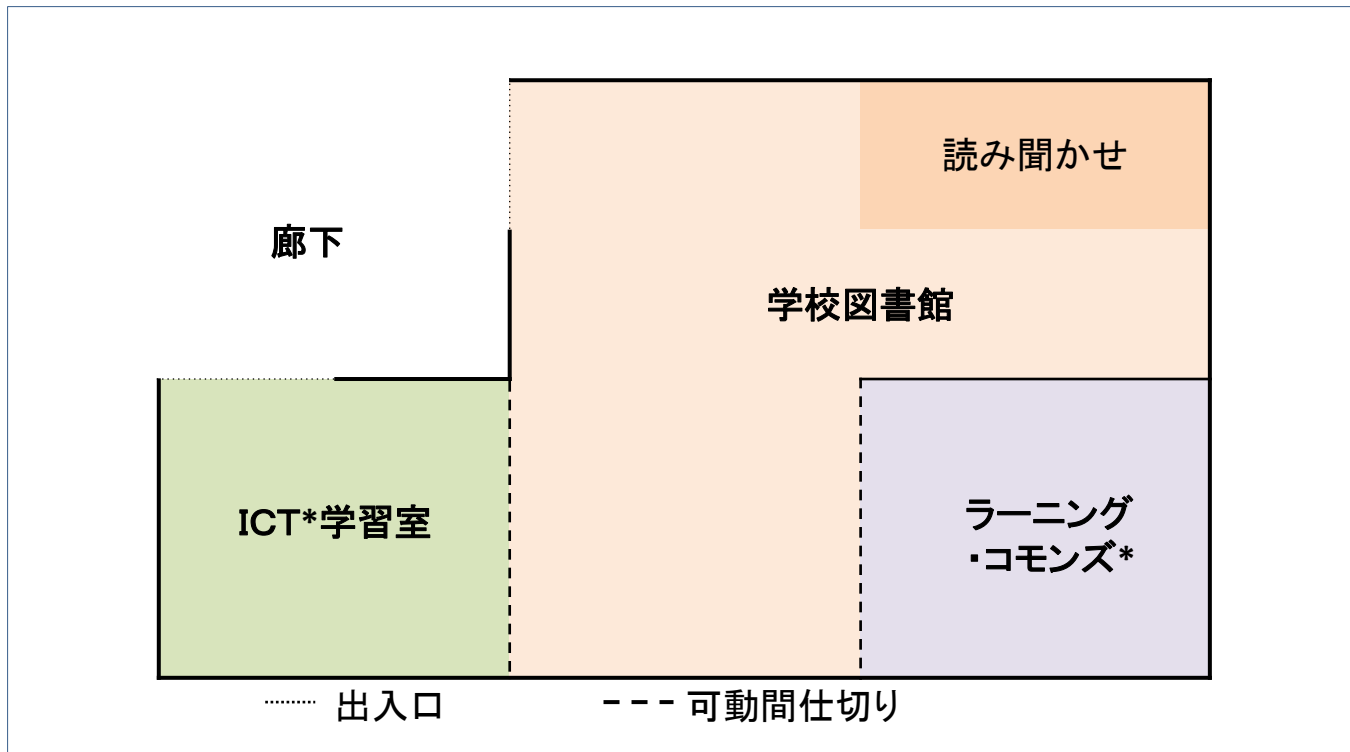 読み聞かせ
廊下
学校図書館
ICT*学習室
ラーニング
・コモンズ*
出入口
可動間仕切り